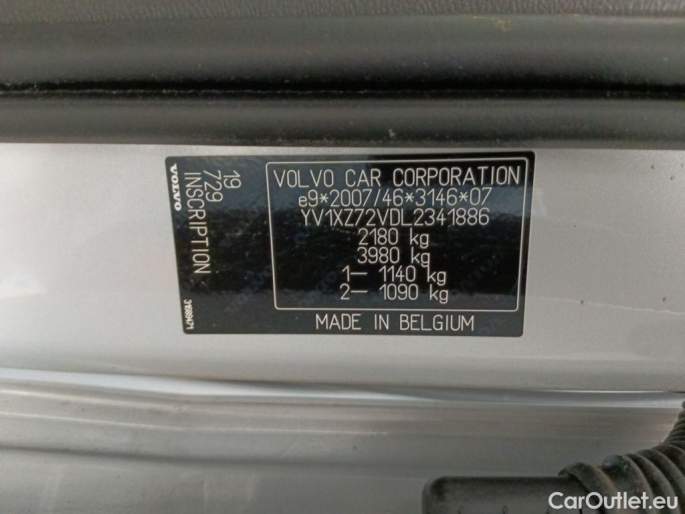 VOLVO CAR CORPORATION
e9*2007/46*3146*07
YV1XZ72VDL2341886
2180 kg
3980 kg
1– 1140 kg
2– 1090 kg
MADE IN BELGIUM
19
729
INSCRIPTION
VOLVO
CarOutlet.eu